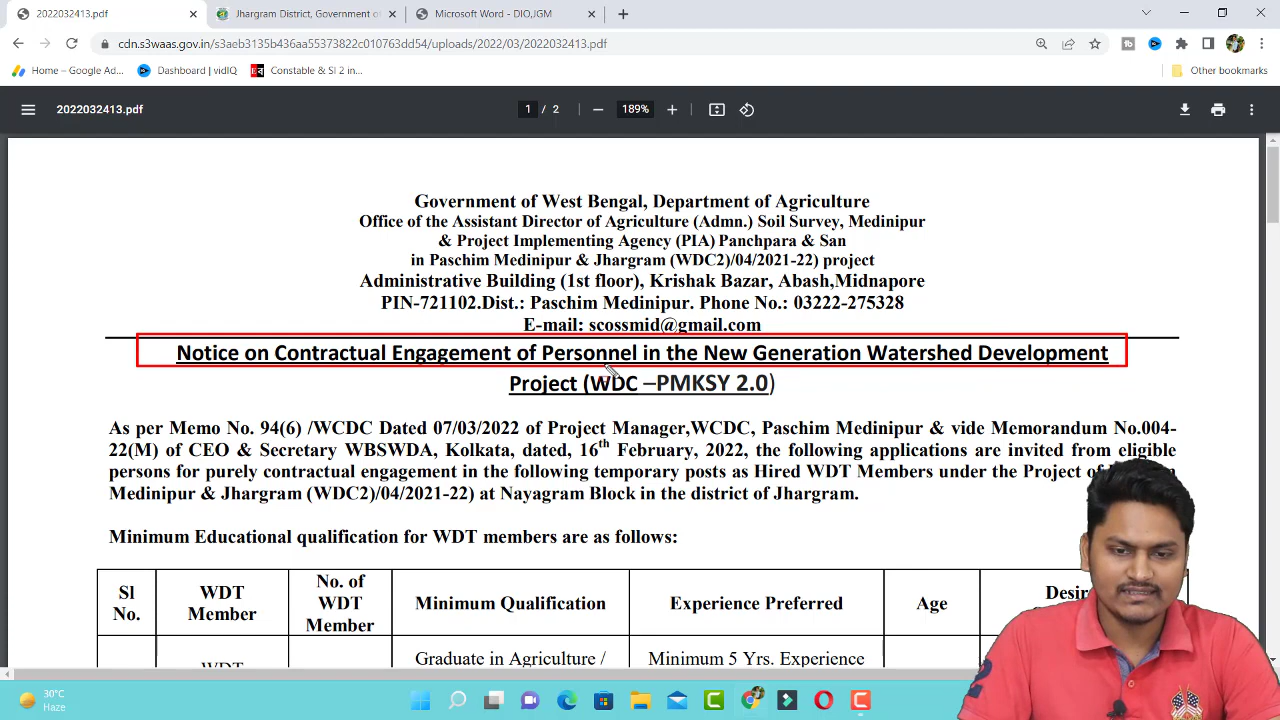 2022032413.pdf
Jhargram District, Government of
Microsoft Word - DIO,JGM
cdn.s3waas.gov.in/s3aeb3135b436aa55373822c010763dd54/uploads/2022/03/2022032413.pdf
Home – Google Ad...
Dashboard | vidIQ
Constable & SI 2 in...
Other bookmarks
2022032413.pdf
1 / 2
189%
Government of West Bengal, Department of Agriculture
Office of the Assistant Director of Agriculture (Admn.) Soil Survey, Medinipur
& Project Implementing Agency (PIA) Panchpara & San
in Paschim Medinipur & Jhargram (WDC2)/04/2021-22) project
Administrative Building (1st floor), Krishak Bazar, Abash,Midnapore
PIN-721102.Dist.: Paschim Medinipur. Phone No.: 03222-275328
E-mail: scossmid@gmail.com
Notice on Contractual Engagement of Personnel in the New Generation Watershed Development
Project (WDC –PMKSY 2.0)
As per Memo No. 94(6) /WCDC Dated 07/03/2022 of Project Manager,WCDC, Paschim Medinipur & vide Memorandum No.004-
22(M) of CEO & Secretary WBSWDA, Kolkata, dated, 16th February, 2022, the following applications are invited from eligible
persons for purely contractual engagement in the following temporary posts as Hired WDT Members under the Project of
Medinipur & Jhargram (WDC2)/04/2021-22) at Nayagram Block in the district of Jhargram.
Minimum Educational qualification for WDT members are as follows:
Sl No.
WDT Member
No. of WDT Member
Minimum Qualification
Experience Preferred
Age
WDT
Graduate in Agriculture /
Minimum 5 Yrs. Experience
2
30°C
Haze